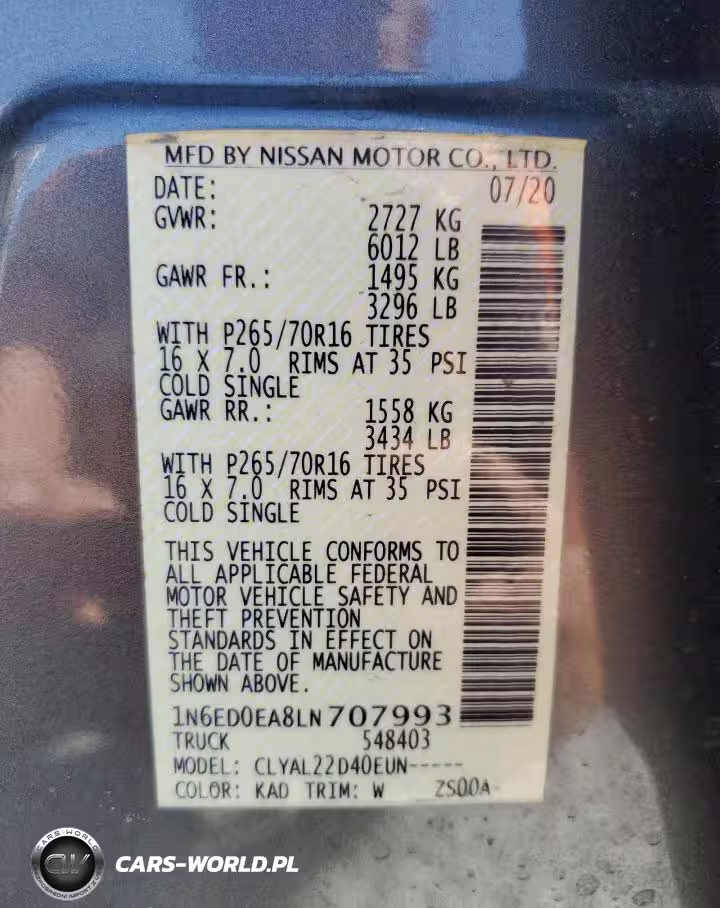 MFD BY NISSAN MOTOR CO., LTD.
DATE: 07/20
GVWR: 2727 KG
6012 LB
GAWR FR.: 1495 KG
3296 LB
WITH P265/70R16 TIRES
16 X 7.0 RIMS AT 35 PSI
COLD SINGLE
GAWR RR.: 1558 KG
3434 LB
WITH P265/70R16 TIRES
16 X 7.0 RIMS AT 35 PSI
COLD SINGLE
THIS VEHICLE CONFORMS TO
ALL APPLICABLE FEDERAL
MOTOR VEHICLE SAFETY AND
THEFT PREVENTION
STANDARDS IN EFFECT ON
THE DATE OF MANUFACTURE
SHOWN ABOVE.
1N6ED0EA8LN707993
TRUCK 548403
MODEL: CLYAL22D40EUN-----
COLOR: KAD TRIM: W ZS00A-
CARS-WORLD
CW
CARS-WORLD.PL